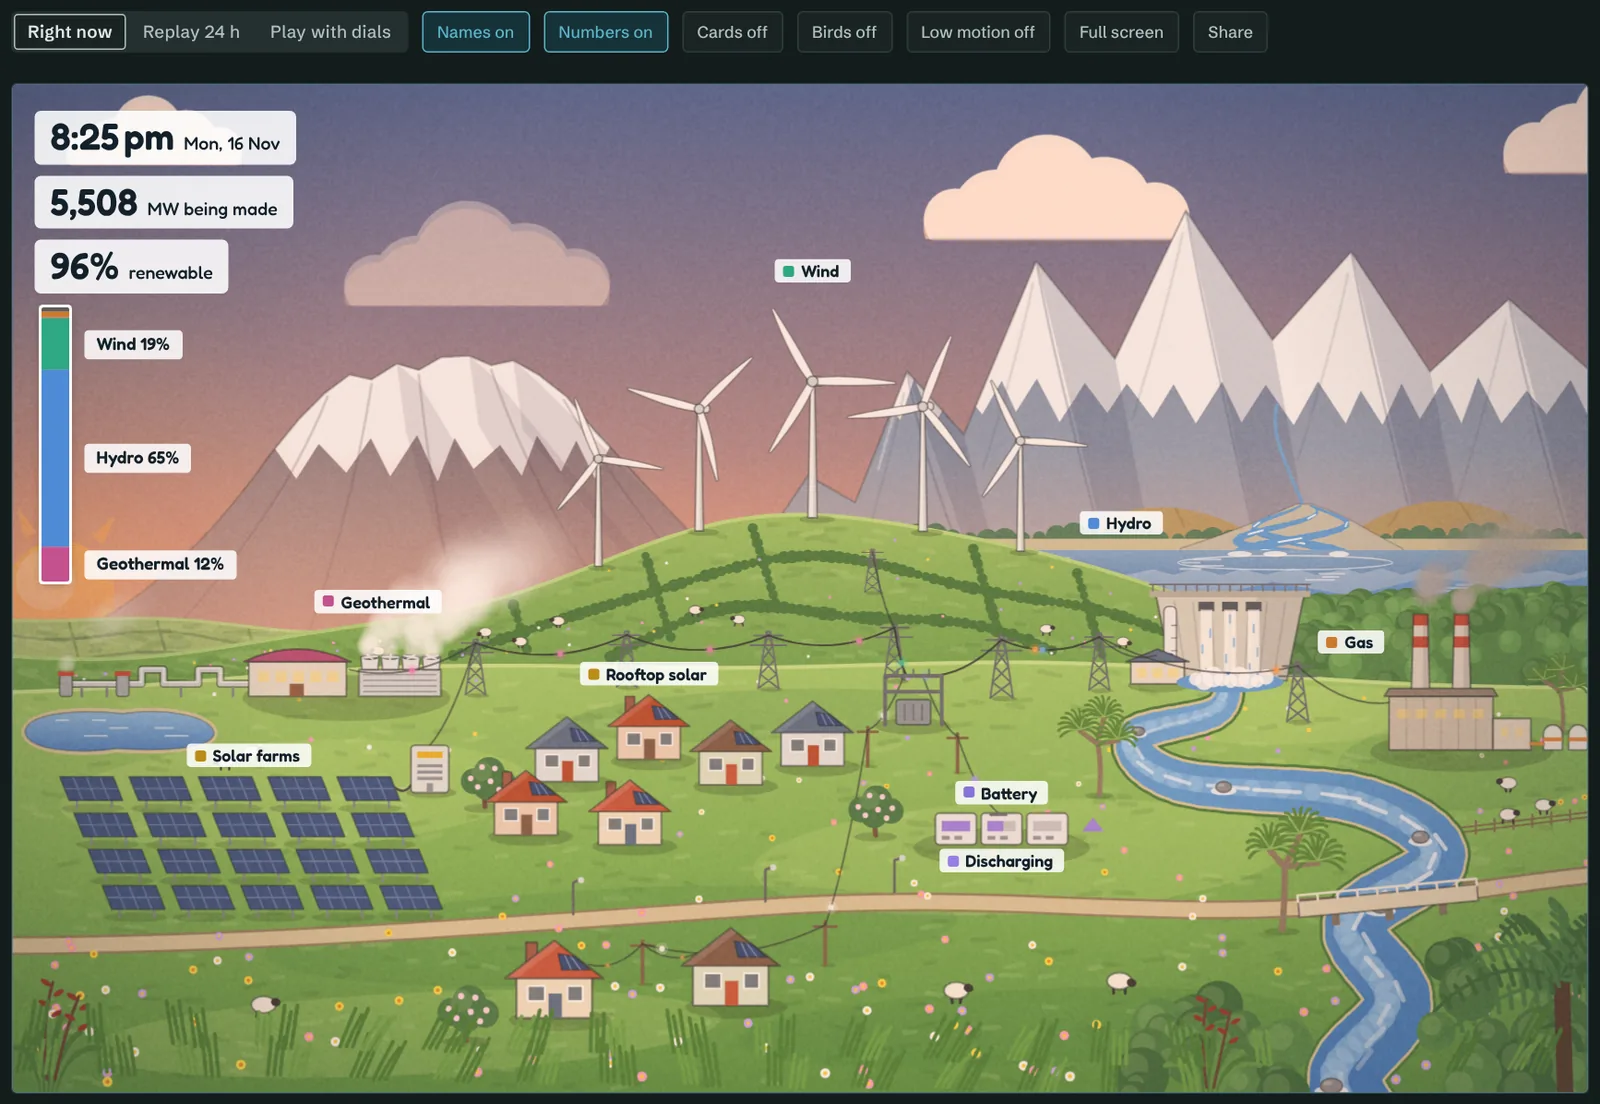 Right now
Replay 24 h
Play with dials
Names on
Numbers on
Cards off
Birds off
Low motion off
Full screen
Share
8:25 pm Mon, 16 Nov
5,508 MW being made
96% renewable
Wind 19%
Hydro 65%
Geothermal 12%
Wind
Hydro
Geothermal
Gas
Rooftop solar
Solar farms
Battery
Discharging